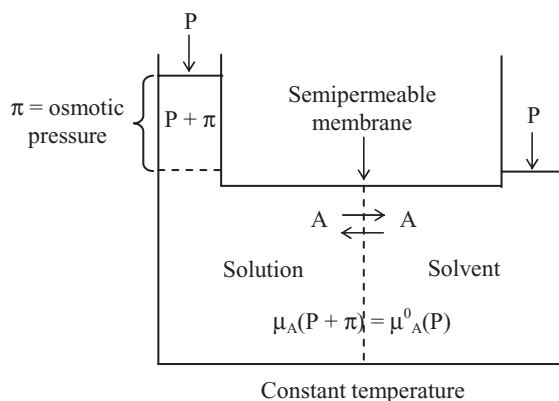 P
π = osmotic
pressure
P + π
Semipermeable
membrane
P
A A
Solution Solvent
μA(P + π) = μ⁰A(P)
Constant temperature